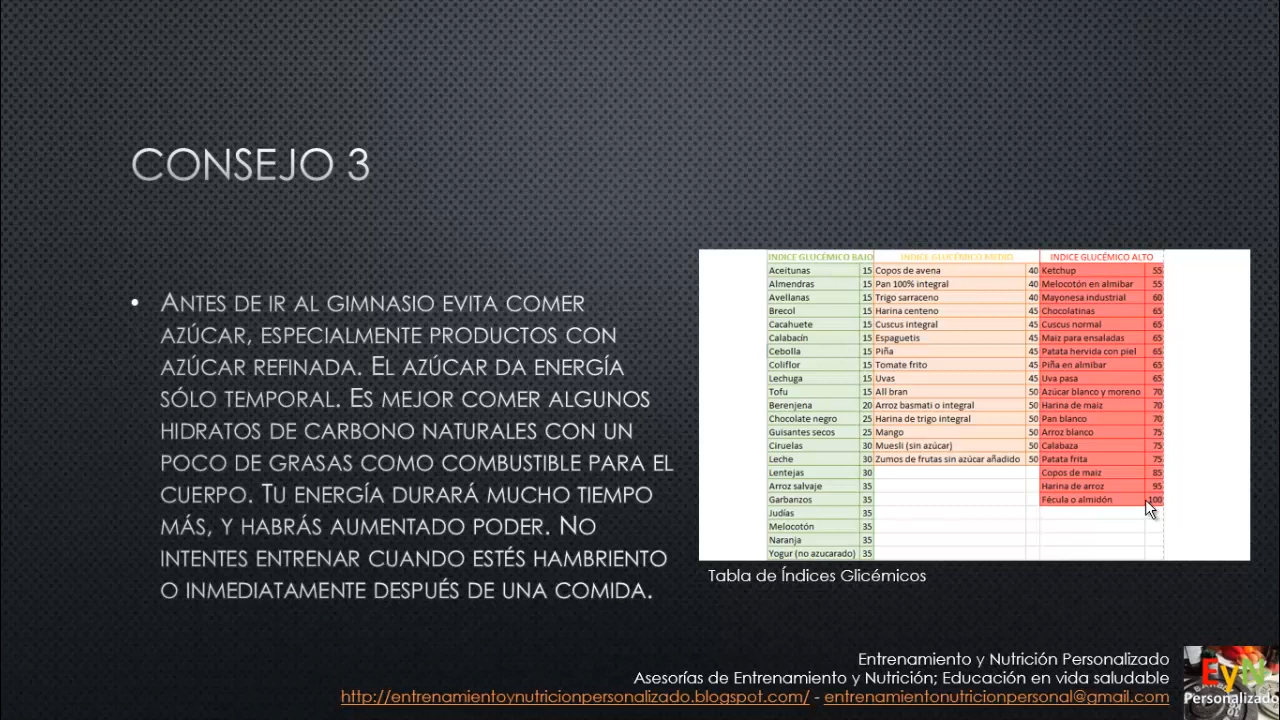 CONSEJO 3
• ANTES DE IR AL GIMNASIO EVITA COMER
AZÚCAR, ESPECIALMENTE PRODUCTOS CON
AZÚCAR REFINADA. EL AZÚCAR DA ENERGÍA
SOLO TEMPORAL. ES MEJOR COMER ALGUNOS
HIDRATOS DE CARBONO NATURALES CON UN
POCO DE GRASAS COMO COMBUSTIBLE PARA EL
CUERPO. TU ENERGÍA DURARÁ MUCHO TIEMPO
MÁS, Y HABRÁS AUMENTADO PODER. NO
INTENTES ENTRENAR CUANDO ESTÉS HAMBRIENTO
O INMEDIATAMENTE DESPUÉS DE UNA COMIDA.
INDICE GLUCÉMICO BAJO INDICE GLUCÉMICO MEDIO INDICE GLUCÉMICO ALTO
Aceitunas 15 Copos de avena 40 Ketchup 55
Almendras 15 Pan 100% integral 40 Melocotón en almibar 55
Avellanas 15 Trigo sarraceno 40 Mayonesa industrial 60
Brecol 15 Harina centeno 45 Chocolatinas 65
Cacahuete 15 Cuscus integral 45 Cuscus normal 65
Calabacín 15 Espaguetis 45 Maiz para ensaladas 65
Cebolla 15 Piña 45 Patata hervida con piel 65
Coliflor 15 Tomate frito 45 Piña en almibar 65
Lechuga 15 Uvas 45 Uva pasa 65
Tofu 15 All bran 50 Azúcar blanco y moreno 70
Berenjena 20 Arroz basmati o integral 50 Harina de maiz 70
Chocolate negro 25 Harina de trigo integral 50 Pan blanco 70
Guisantes secos 25 Mango 50 Arroz blanco 75
Ciruelas 30 Muesli (sin azúcar) 50 Calabaza 75
Leche 30 Zumos de frutas sin azúcar añadido 50 Patata frita 75
Lentejas 30 Copos de maiz 85
Arroz salvaje 35 Harina de arroz 95
Garbanzos 35 Fécula o almidón 100
Judías 35
Melocotón 35
Naranja 35
Yogur (no azucarado) 35
Tabla de Índices Glicémicos
Entrenamiento y Nutrición Personalizado
Asesorías de Entrenamiento y Nutrición; Educación en vida saludable
http://entrenamientoynutricionpersonalizado.blogspot.com/ - entrenamientonutricionpersonal@gmail.com
EyN
Personalizado